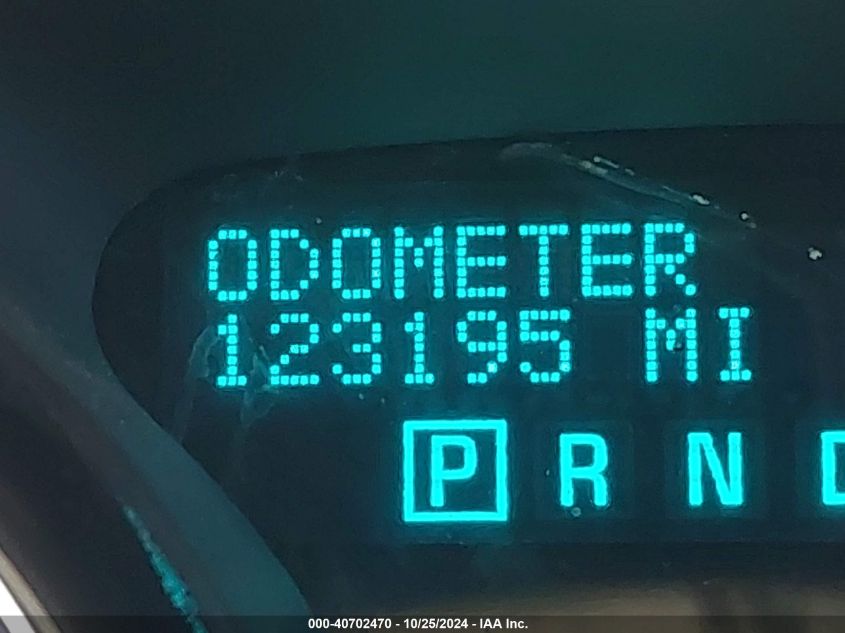 ODOMETER
123195 MI
P R N D
000-40702470 - 10/25/2024 - IAA Inc.